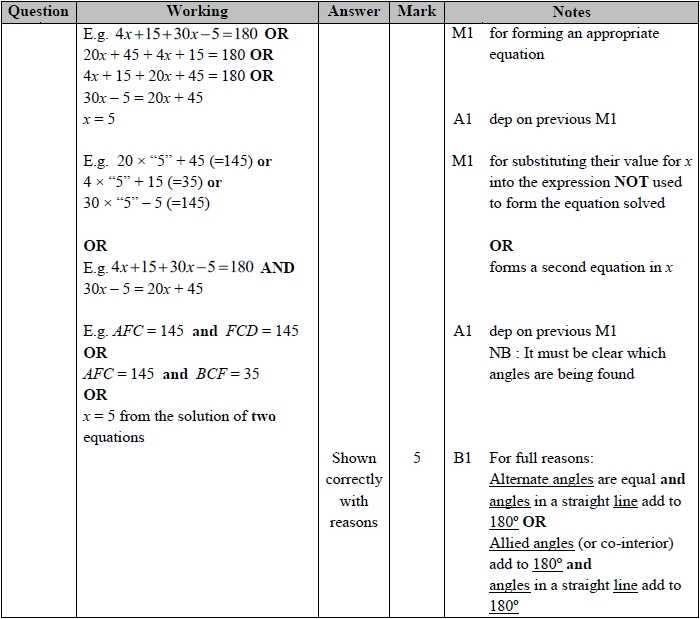 Question Working Answer Mark Notes
E.g. 4x+15+30x−5=180 OR M1 for forming an appropriate
20x + 45 + 4x + 15 = 180 OR equation
4x + 15 + 20x + 45 = 180 OR
30x – 5 = 20x + 45
x = 5 A1 dep on previous M1
E.g. 20 × “5” + 45 (=145) or M1 for substituting their value for x
4 × “5” + 15 (=35) or into the expression NOT used
30 × “5” – 5 (=145) to form the equation solved
OR OR
E.g. 4x+15+30x−5=180 AND forms a second equation in x
30x – 5 = 20x + 45
E.g. AFC = 145 and FCD = 145 A1 dep on previous M1
OR NB : It must be clear which
AFC = 145 and BCF = 35 angles are being found
OR
x = 5 from the solution of two
equations
Shown 5 B1 For full reasons:
correctly Alternate angles are equal and
with angles in a straight line add to
reasons 180º OR
Allied angles (or co-interior)
add to 180º and
angles in a straight line add to
180º